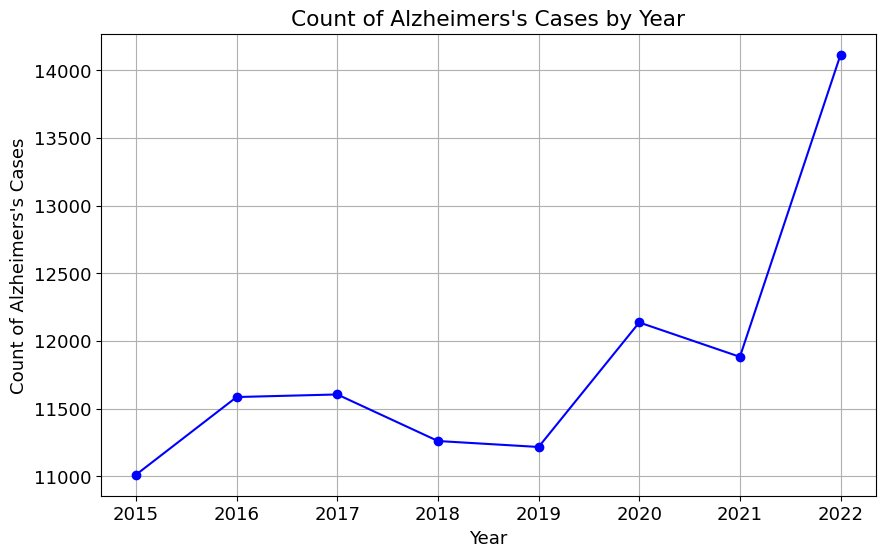 Count of Alzheimers's Cases by Year
Count of Alzheimers's Cases
14000
13500
13000
12500
12000
11500
11000
2015 2016 2017 2018 2019 2020 2021 2022
Year